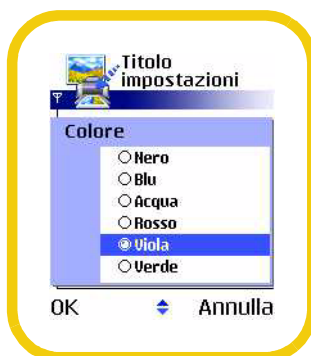 Titolo
impostazioni
Colore
Nero
Blu
Acqua
Rosso
Viola
Verde
OK Annulla